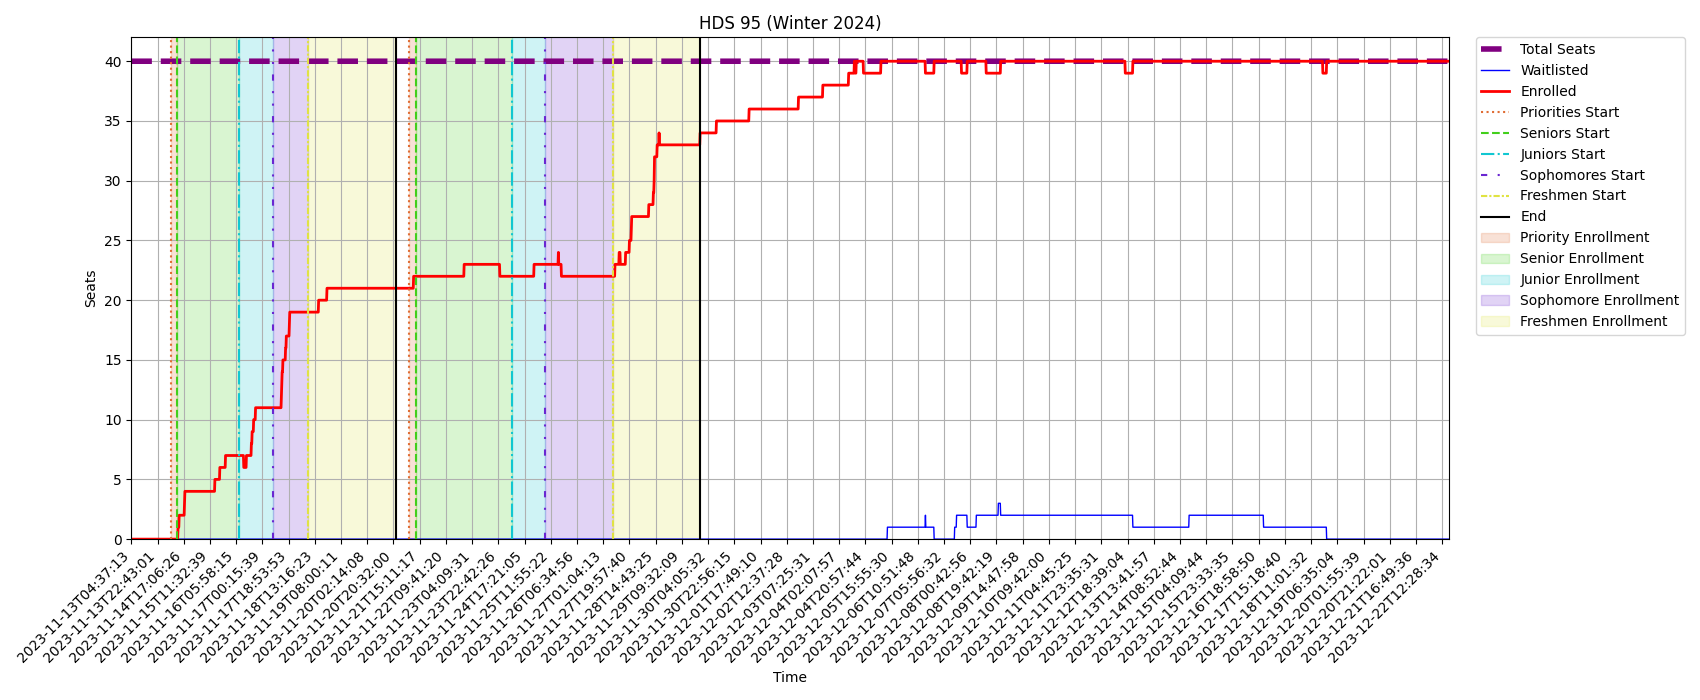 HDS 95 (Winter 2024)
Seats
40
35
30
25
20
15
10
5
0
2023-11-13T04:37:13
2023-11-13T22:43:01
2023-11-14T17:06:26
2023-11-15T11:32:39
2023-11-16T05:58:15
2023-11-17T00:15:39
2023-11-17T18:53:53
2023-11-18T13:16:23
2023-11-19T08:00:11
2023-11-20T02:14:08
2023-11-20T20:32:00
2023-11-21T15:11:17
2023-11-22T09:41:20
2023-11-23T04:09:31
2023-11-23T22:42:26
2023-11-24T17:21:05
2023-11-25T11:55:22
2023-11-26T06:34:56
2023-11-27T01:04:13
2023-11-27T19:57:40
2023-11-28T14:43:25
2023-11-29T09:32:09
2023-11-30T04:05:32
2023-11-30T22:56:15
2023-12-01T17:49:10
2023-12-02T12:37:28
2023-12-03T07:25:31
2023-12-04T02:07:57
2023-12-04T20:57:44
2023-12-05T15:55:30
2023-12-06T10:51:48
2023-12-07T05:56:32
2023-12-08T00:42:56
2023-12-08T19:42:19
2023-12-09T14:47:58
2023-12-10T09:42:00
2023-12-11T04:45:25
2023-12-11T23:35:31
2023-12-12T18:39:04
2023-12-13T13:41:57
2023-12-14T08:52:44
2023-12-15T04:09:44
2023-12-15T23:33:35
2023-12-16T18:58:50
2023-12-17T15:18:40
2023-12-18T11:01:32
2023-12-19T06:35:04
2023-12-20T01:55:39
2023-12-20T21:22:01
2023-12-21T16:49:36
2023-12-22T12:28:34
Time
Total Seats
Waitlisted
Enrolled
Priorities Start
Seniors Start
Juniors Start
Sophomores Start
Freshmen Start
End
Priority Enrollment
Senior Enrollment
Junior Enrollment
Sophomore Enrollment
Freshmen Enrollment